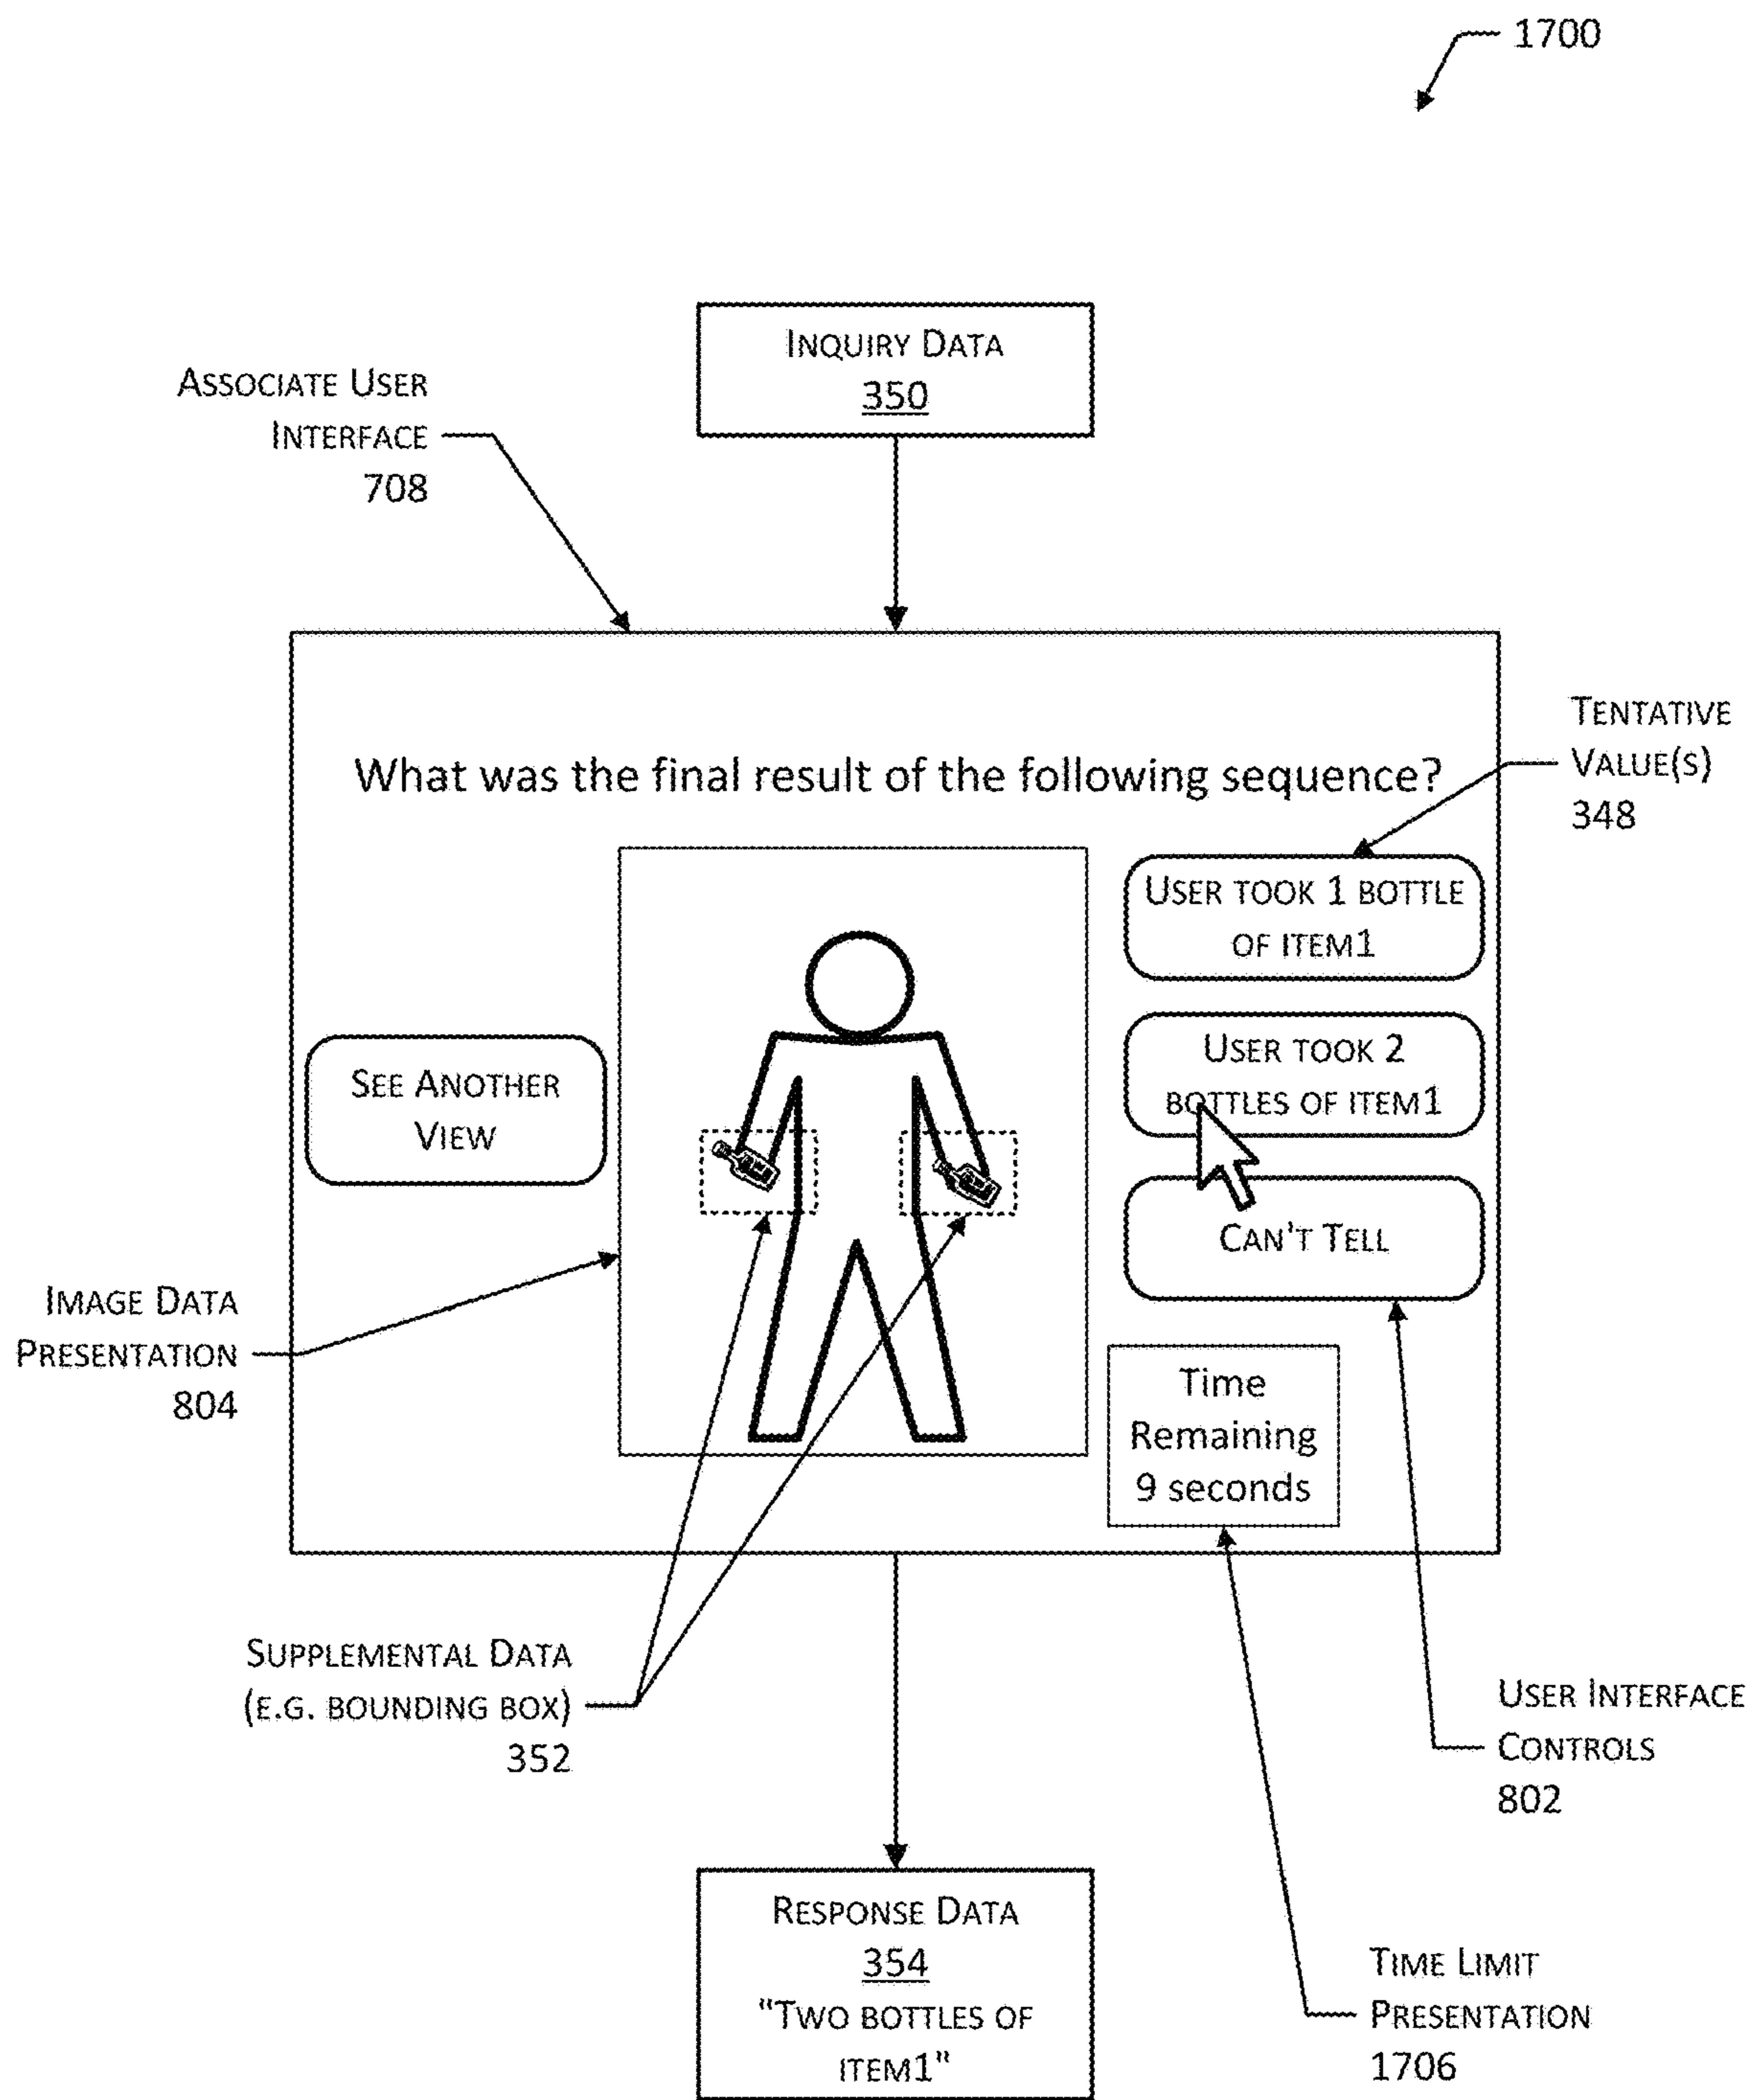 1700
INQUIRY DATA
350
ASSOCIATE USER
INTERFACE
708
What was the final result of the following sequence?
TENTATIVE
VALUE(S)
348
USER TOOK 1 BOTTLE
OF ITEM1
USER TOOK 2
BOTTLES OF ITEM1
CAN'T TELL
SEE ANOTHER
VIEW
IMAGE DATA
PRESENTATION
804
Time
Remaining
9 seconds
SUPPLEMENTAL DATA
(E.G. BOUNDING BOX)
352
USER INTERFACE
CONTROLS
802
RESPONSE DATA
354
"TWO BOTTLES OF
ITEM1"
TIME LIMIT
PRESENTATION
1706